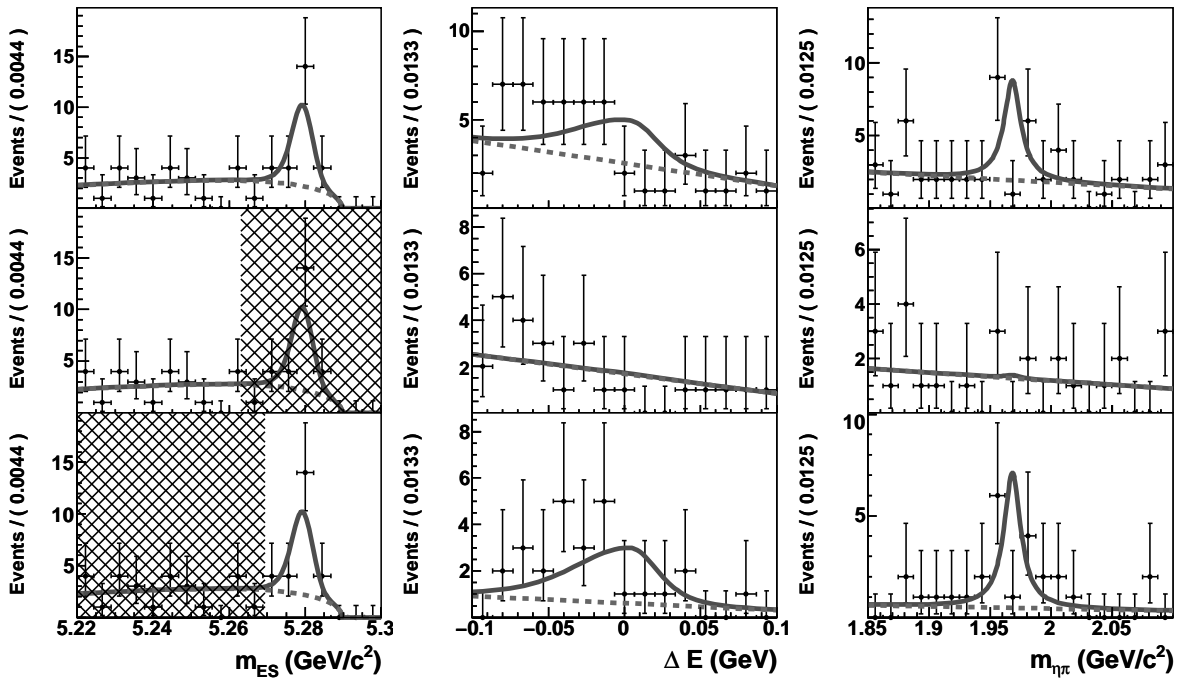 Events / ( 0.0044 )
15
10
5
Events / ( 0.0133 )
10
5
Events / ( 0.0125 )
10
5
Events / ( 0.0044 )
15
10
5
Events / ( 0.0133 )
8
6
4
2
Events / ( 0.0125 )
6
4
2
Events / ( 0.0044 )
15
10
5
5.22 5.24 5.26 5.28 5.3
m_ES (GeV/c²)
Events / ( 0.0133 )
8
6
4
2
−0.1 −0.05 0 0.05 0.1
Δ E (GeV)
Events / ( 0.0125 )
10
5
1.85 1.9 1.95 2 2.05
m_ηπ (GeV/c²)